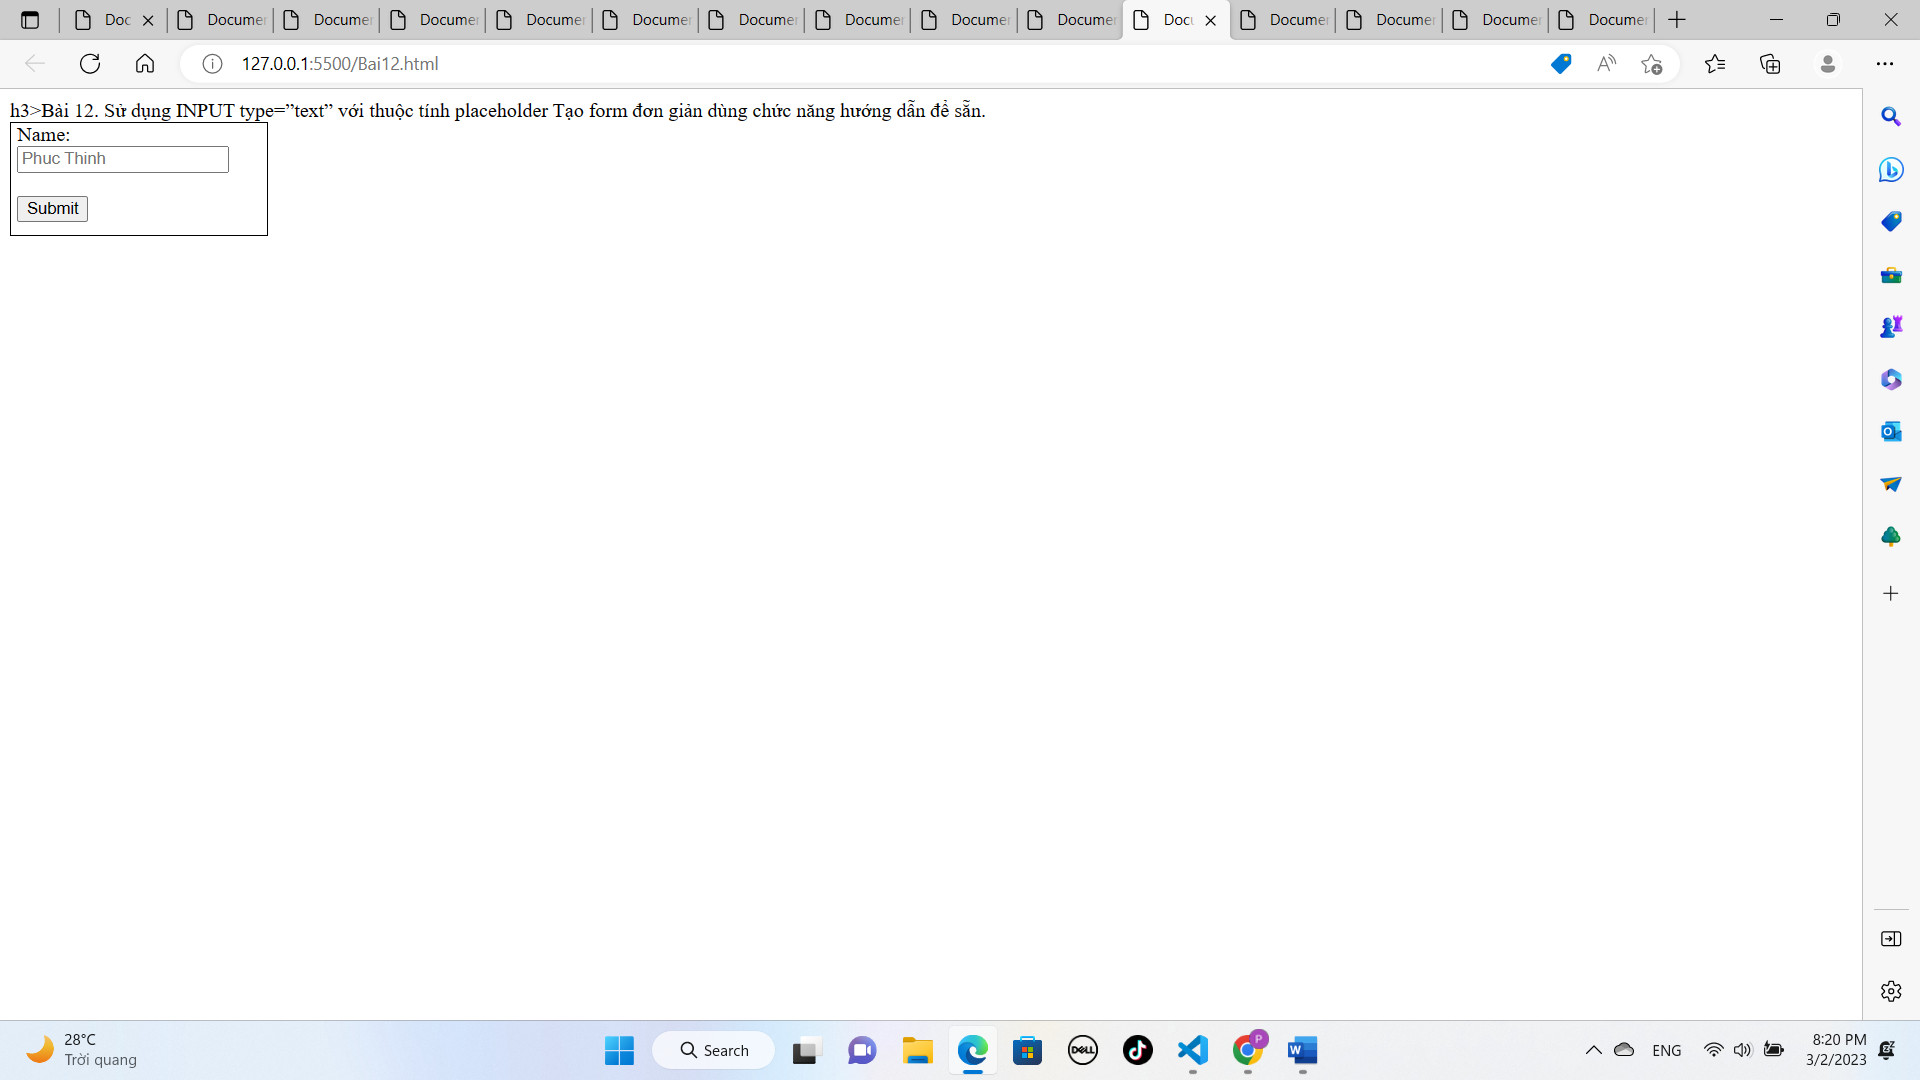 Doc
Documen
Documen
Documen
Documen
Documen
Documen
Documen
Documen
Documen
Docu
Documen
Documen
Documen
Documen
127.0.0.1:5500/Bai12.html
h3>Bài 12. Sử dụng INPUT type=”text” với thuộc tính placeholder Tạo form đơn giản dùng chức năng hướng dẫn để sẵn.
Name:
Phuc Thinh
Submit
28°C
Trời quang
Search
DELL
P
W
ENG
8:20 PM
3/2/2023